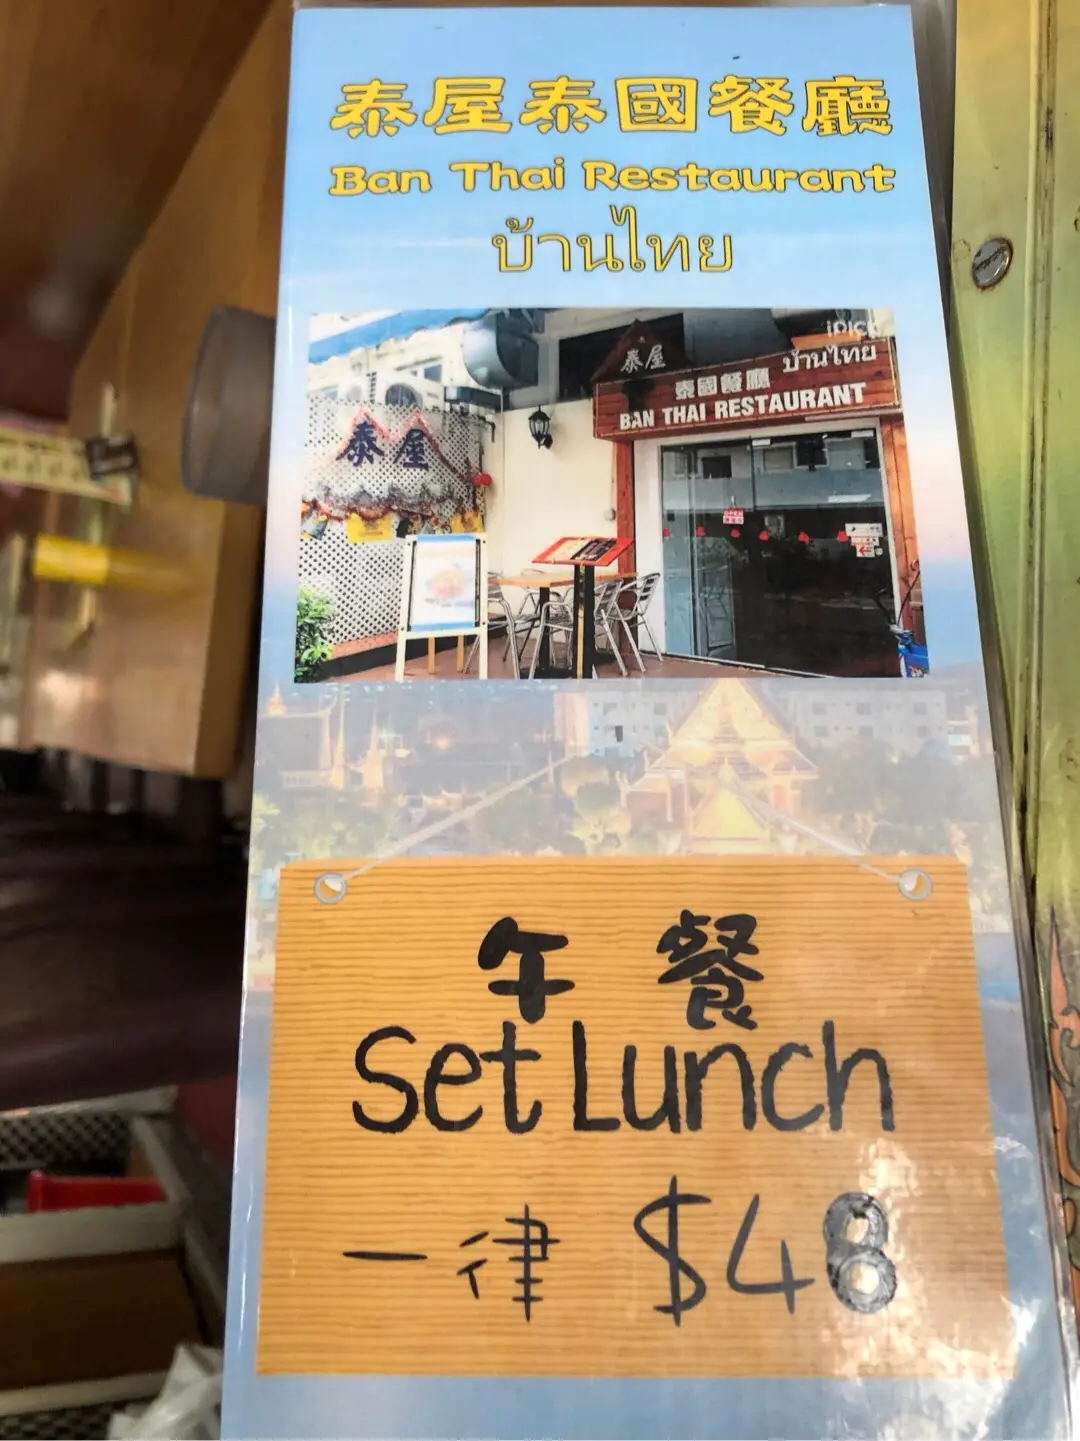 泰屋泰國餐廳
Ban Thai Restaurant
บ้านไทย
ipick
泰屋
บ้านไทย
泰國餐廳
BAN THAI RESTAURANT
泰屋
OPEN
午餐
Set Lunch
一律 $48